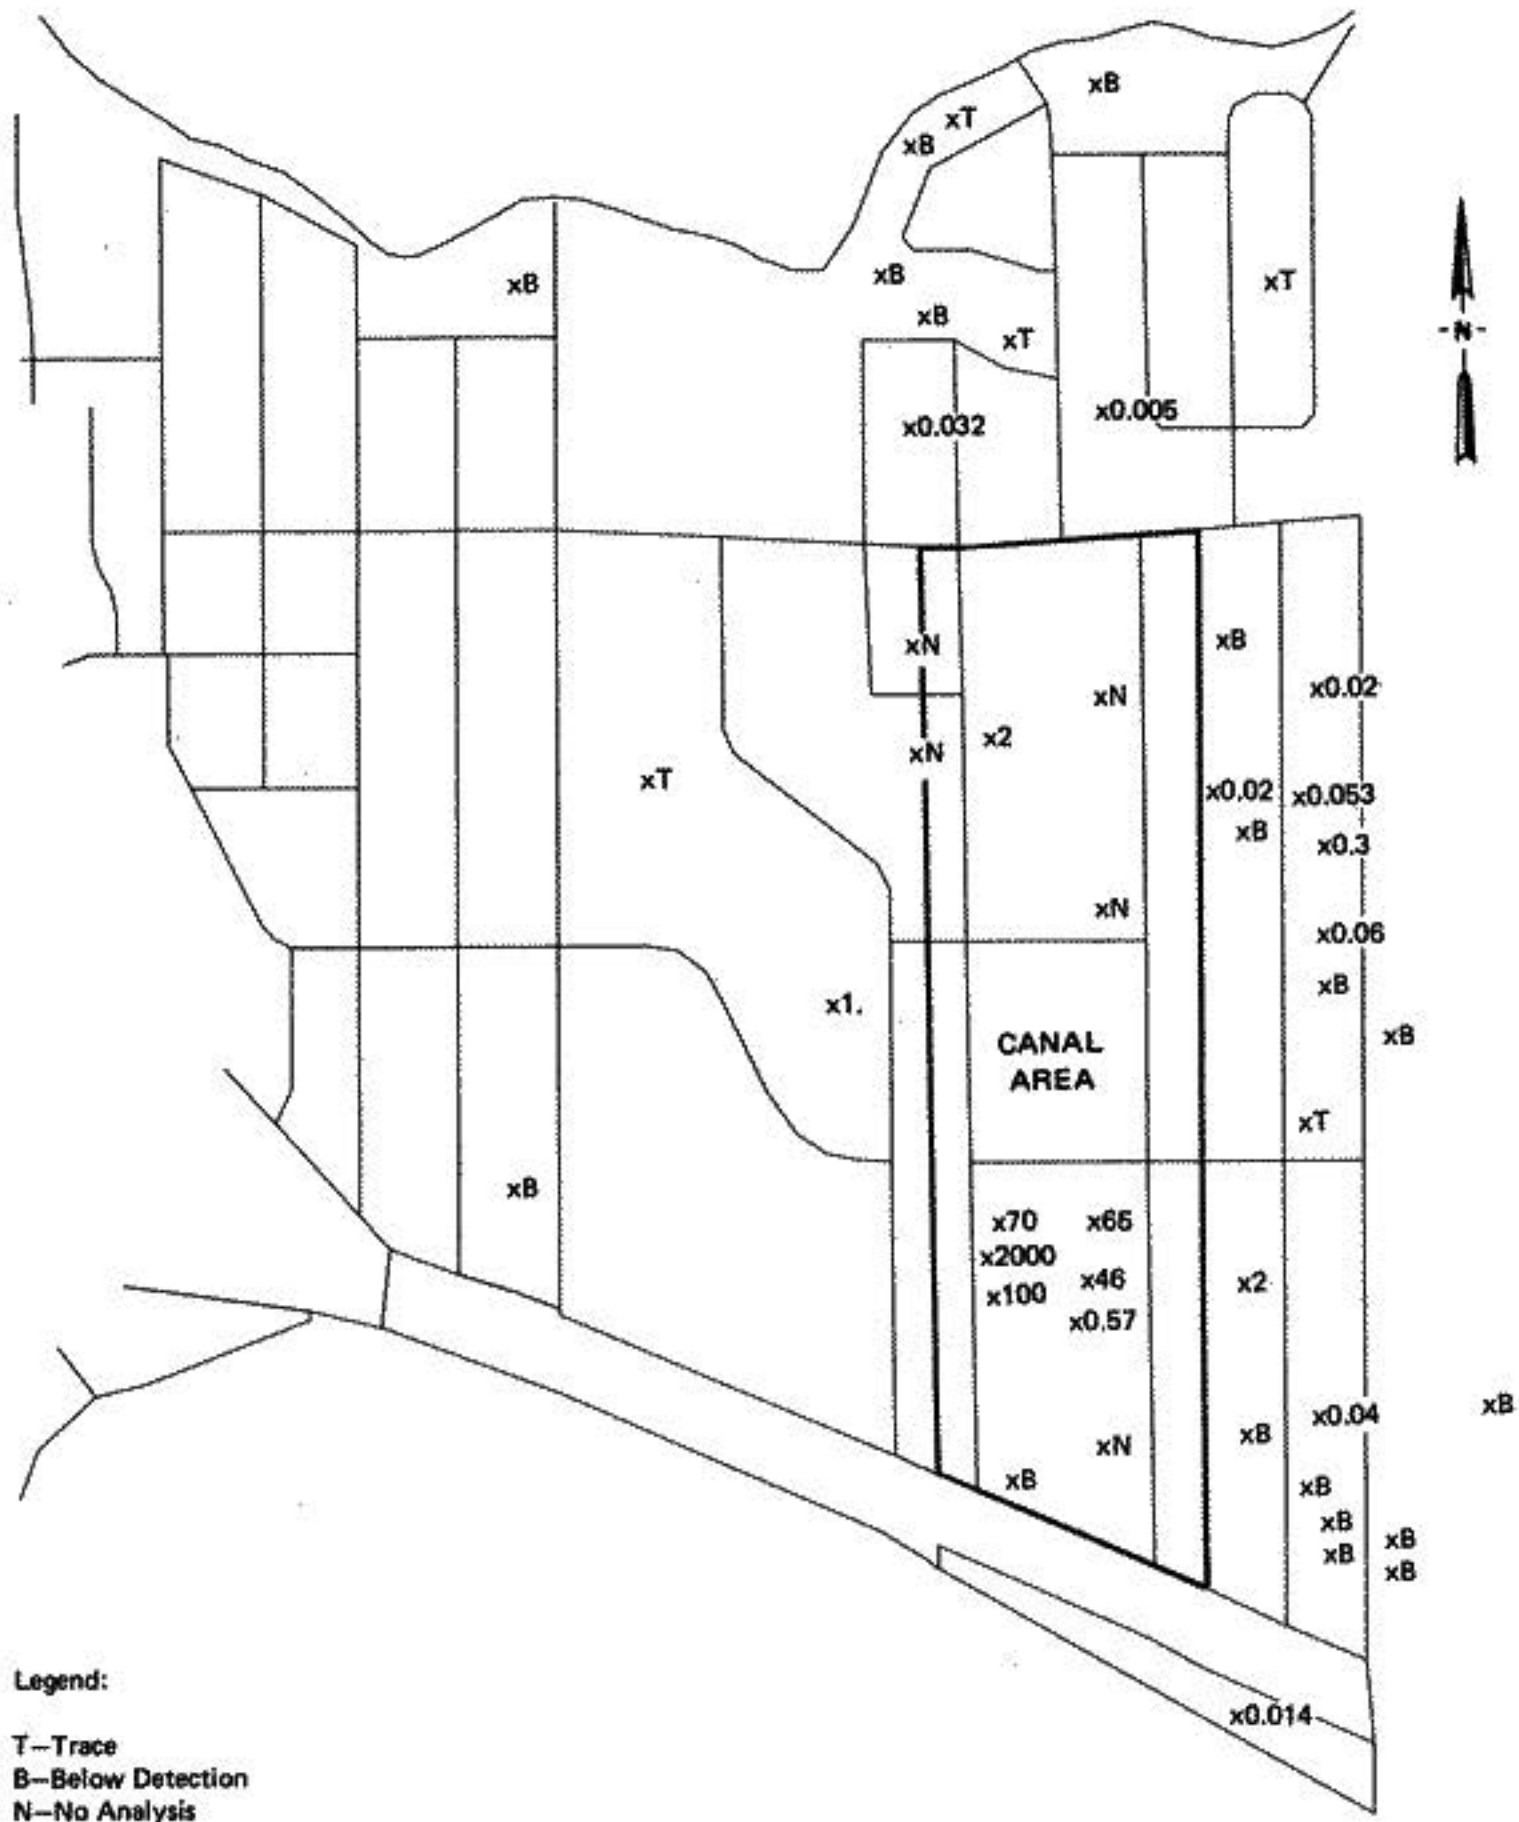 xB
xT
xB
xB
xB
xT
xB
-N-
xT
x0.005
x0.032
xN
xB
xN
x0.02
x2
xN
xT
x0.02
x0.053
xB
x0.3
xN
x0.06
xB
x1.
xB
CANAL
AREA
xT
xB
x70
x65
x2000
x46
x2
x100
x0.57
x0.04
xB
xB
xN
xB
xB
xB
xB
xB
xB
Legend:
x0.014
T—Trace
B—Below Detection
N—No Analysis